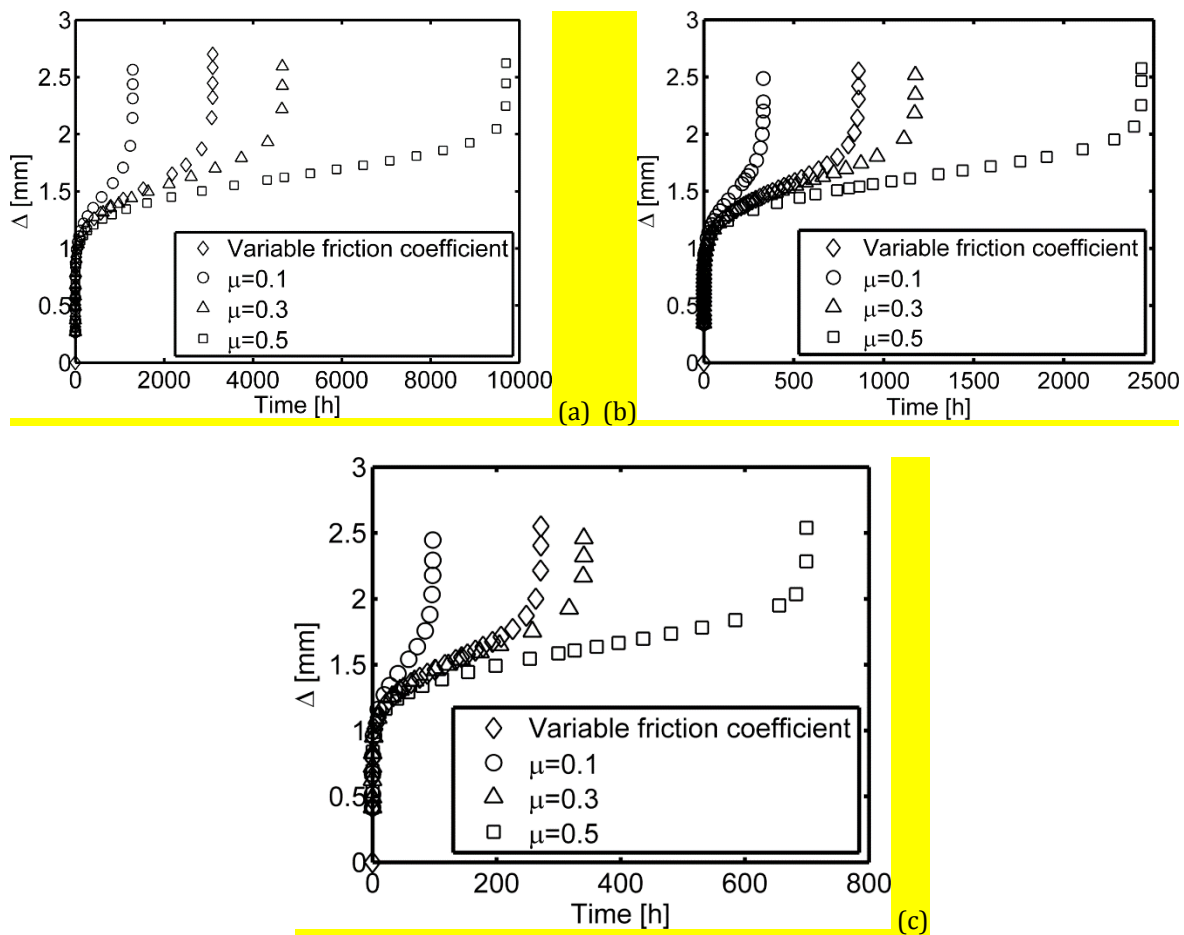 3
2.5
2
1.5
1
0.5
0
Δ [mm]
Variable friction coefficient
μ=0.1
μ=0.3
μ=0.5
0 2000 4000 6000 8000 10000
Time [h]
(a)
3
2.5
2
1.5
1
0.5
0
Δ [mm]
Variable friction coefficient
μ=0.1
μ=0.3
μ=0.5
0 500 1000 1500 2000 2500
Time [h]
(b)
3
2.5
2
1.5
1
0.5
0
Δ [mm]
Variable friction coefficient
μ=0.1
μ=0.3
μ=0.5
0 200 400 600 800
Time [h]
(c)